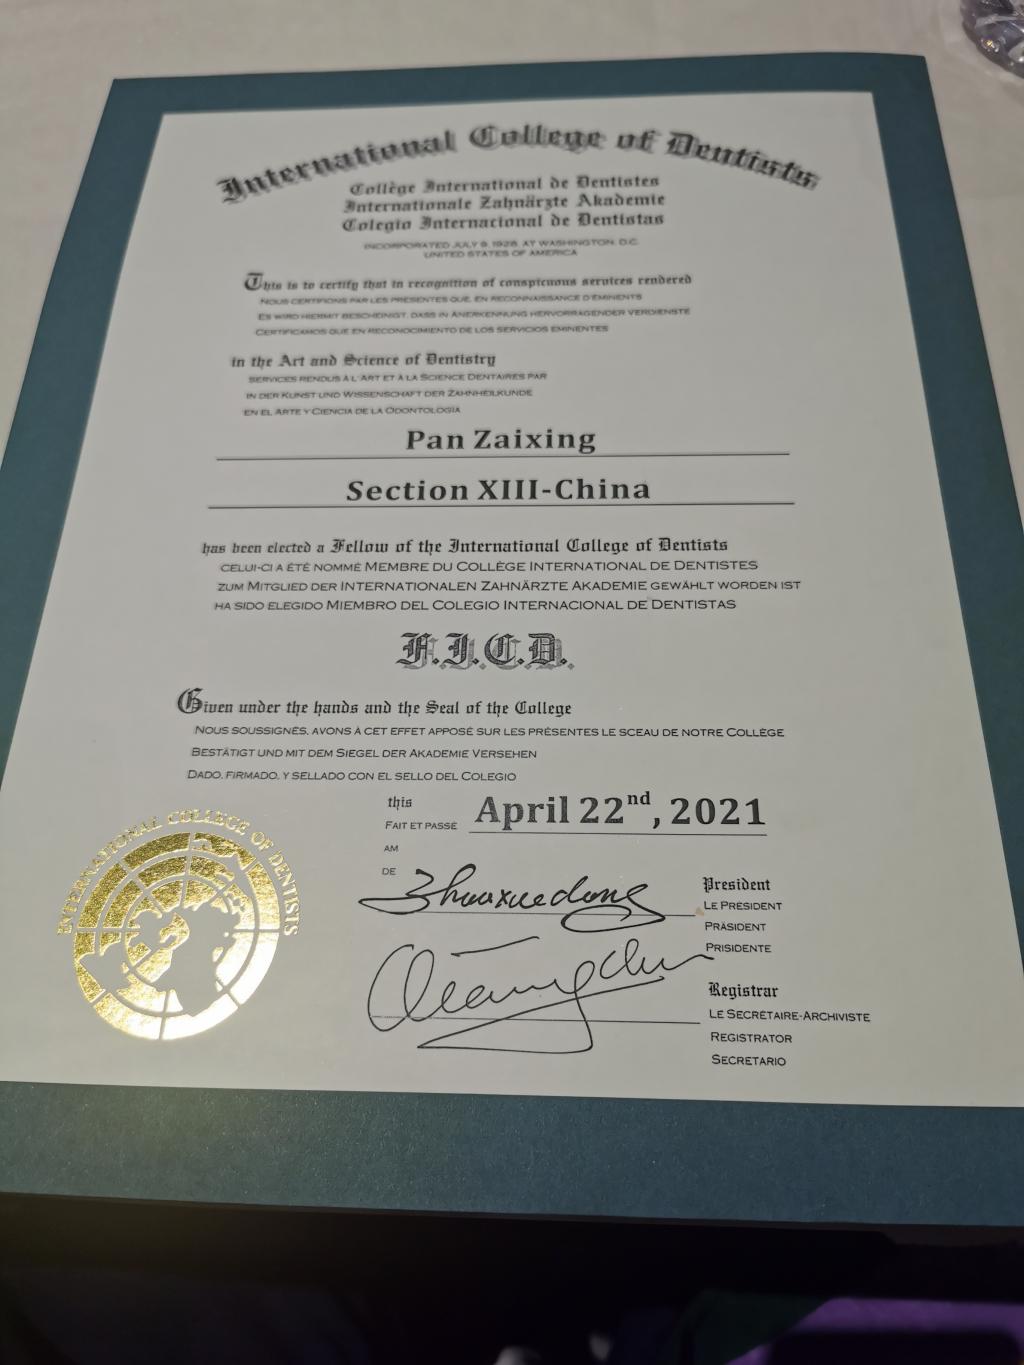 International College of Dentists
Collège International de Dentistes
Internationale Zahnärzte Akademie
Colegio Internacional de Dentistas
INCORPORATED JULY 9, 1928, AT WASHINGTON, D.C.
UNITED STATES OF AMERICA
This is to certify that in recognition of conspicuous services rendered
NOUS CERTIFIONS PAR LES PRESENTES QUE, EN RECONNAISSANCE D'ÉMINENTS
ES WIRD HIERMIT BESCHEINIGT, DASS IN ANERKENNUNG HERVORRAGENDER VERDIENSTE
CERTIFICAMOS QUE EN RECONOCIMIENTO DE LOS SERVICIOS EMINENTES
in the Art and Science of Dentistry
SERVICES RENDUS À L'ART ET À LA SCIENCE DENTAIRES PAR
IN DER KUNST UND WISSENSCHAFT DER ZAHNHEILKUNDE
EN EL ARTE Y CIENCIA DE LA ODONTOLOGIA
Pan Zaixing
Section XIII-China
has been elected a Fellow of the International College of Dentists
CELUI-CI A ÉTÉ NOMMÉ MEMBRE DU COLLÈGE INTERNATIONAL DE DENTISTES
ZUM MITGLIED DER INTERNATIONALEN ZAHNÄRZTE AKADEMIE GEWÄHLT WORDEN IST
HA SIDO ELEGIDO MIEMBRO DEL COLEGIO INTERNACIONAL DE DENTISTAS
F.I.C.D.
Given under the hands and the Seal of the College
NOUS SOUSSIGNÉS, AVONS À CET EFFET APPOSÉ SUR LES PRÉSENTES LE SCEAU DE NOTRE COLLÈGE
BESTÄTIGT UND MIT DEM SIEGEL DER AKADEMIE VERSEHEN
DADO, FIRMADO, Y SELLADO CON EL SELLO DEL COLEGIO
this April 22nd, 2021
FAIT ET PASSÉ
AM
DE
Zhouxuedong
President
LE PRÉSIDENT
PRÄSIDENT
PRISIDENTE
Registrar
LE SECRÉTAIRE-ARCHIVISTE
REGISTRATOR
SECRETARIO
INTERNATIONAL COLLEGE OF DENTISTS